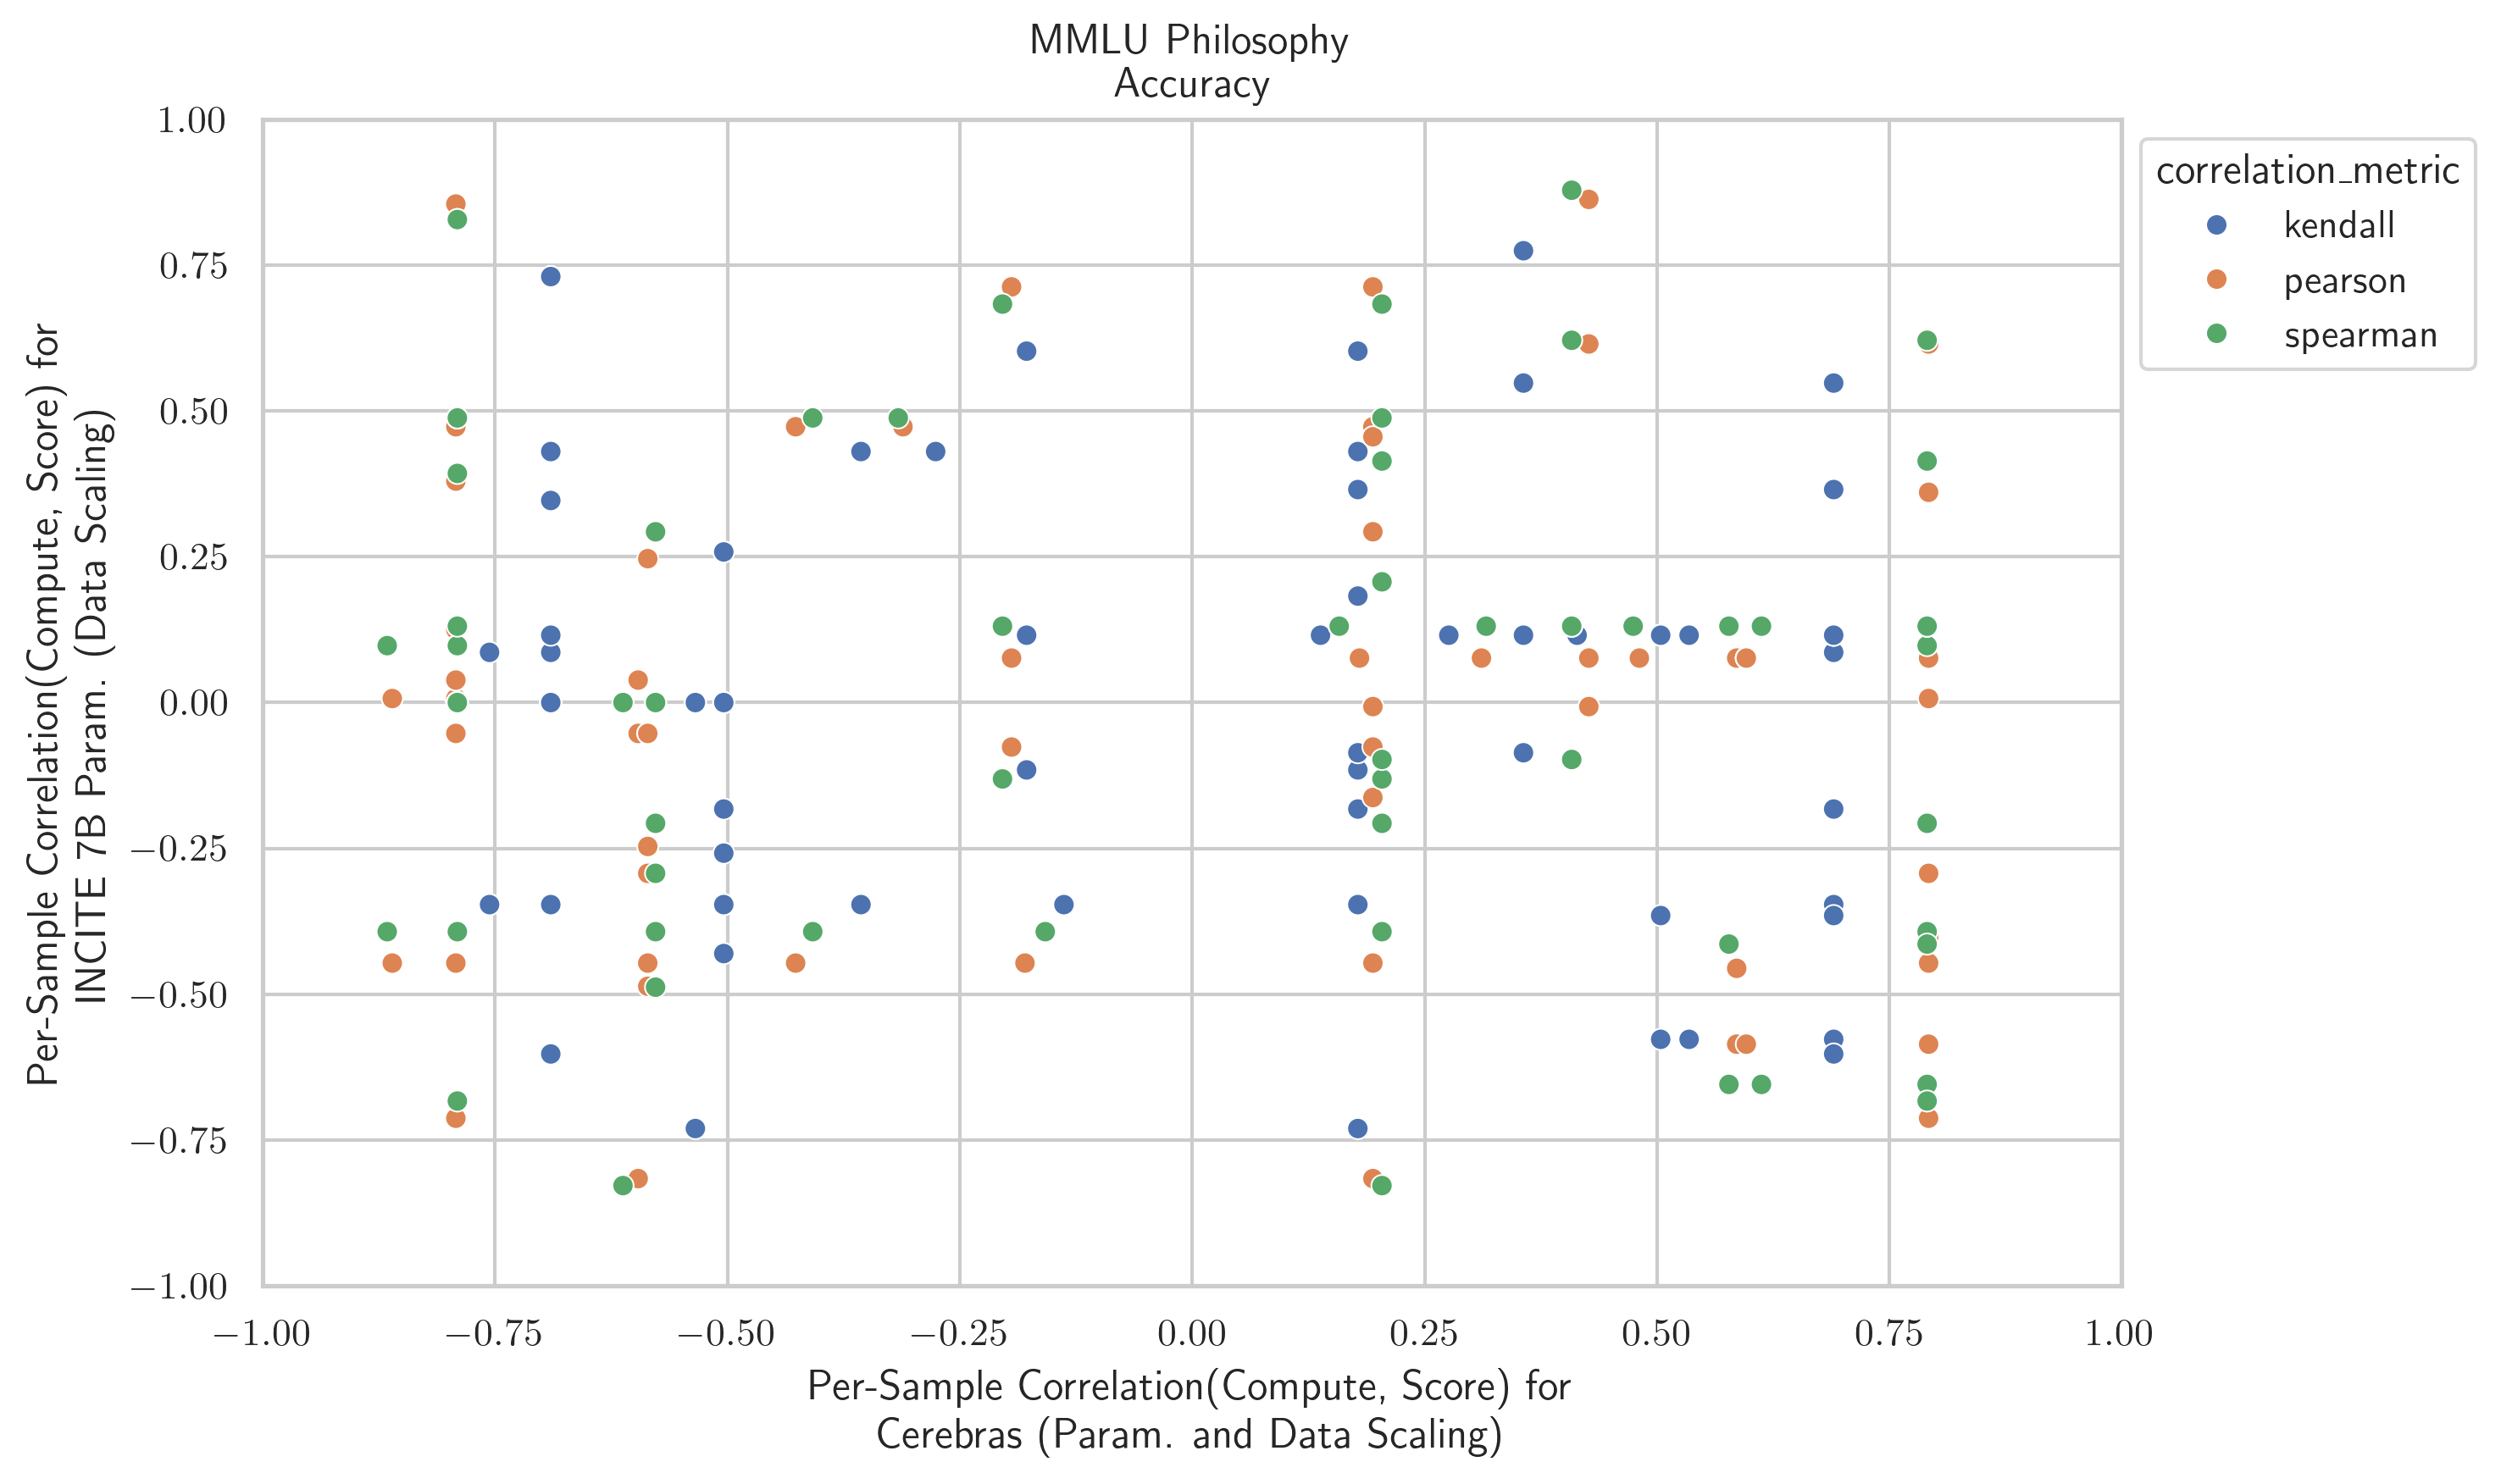 MMLU Philosophy
Accuracy
1.00
0.75
0.50
0.25
0.00
−0.25
−0.50
−0.75
−1.00
Per-Sample Correlation(Compute, Score) for
INCITE 7B Param. (Data Scaling)
−1.00
−0.75
−0.50
−0.25
0.00
0.25
0.50
0.75
1.00
Per-Sample Correlation(Compute, Score) for
Cerebras (Param. and Data Scaling)
correlation_metric
kendall
pearson
spearman